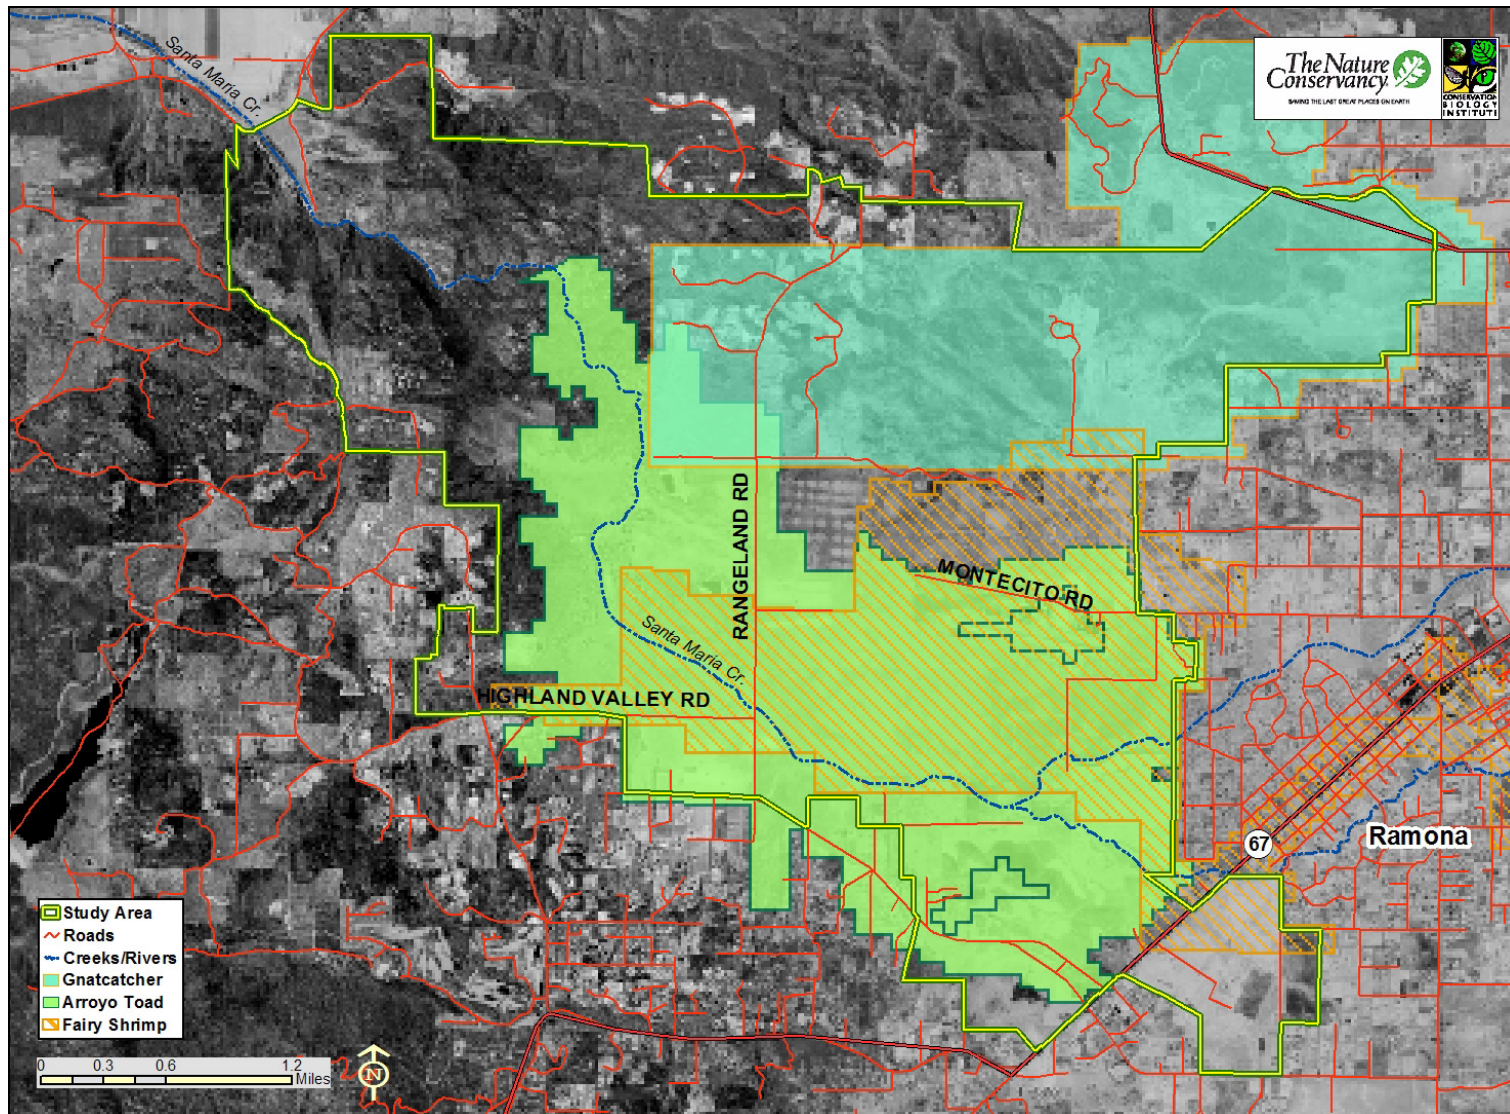 Santa Maria Cr.
The Nature
Conservancy
SAVING THE LAST GREAT PLACES ON EARTH
CONSERVATION
BIOLOGY
INSTITUTE
RANGELAND RD
MONTECITO RD
Santa Maria Cr.
HIGHLAND VALLEY RD
67
Ramona
Study Area
Roads
Creeks/Rivers
Gnatcatcher
Arroyo Toad
Fairy Shrimp
0 0.3 0.6 1.2
Miles
N